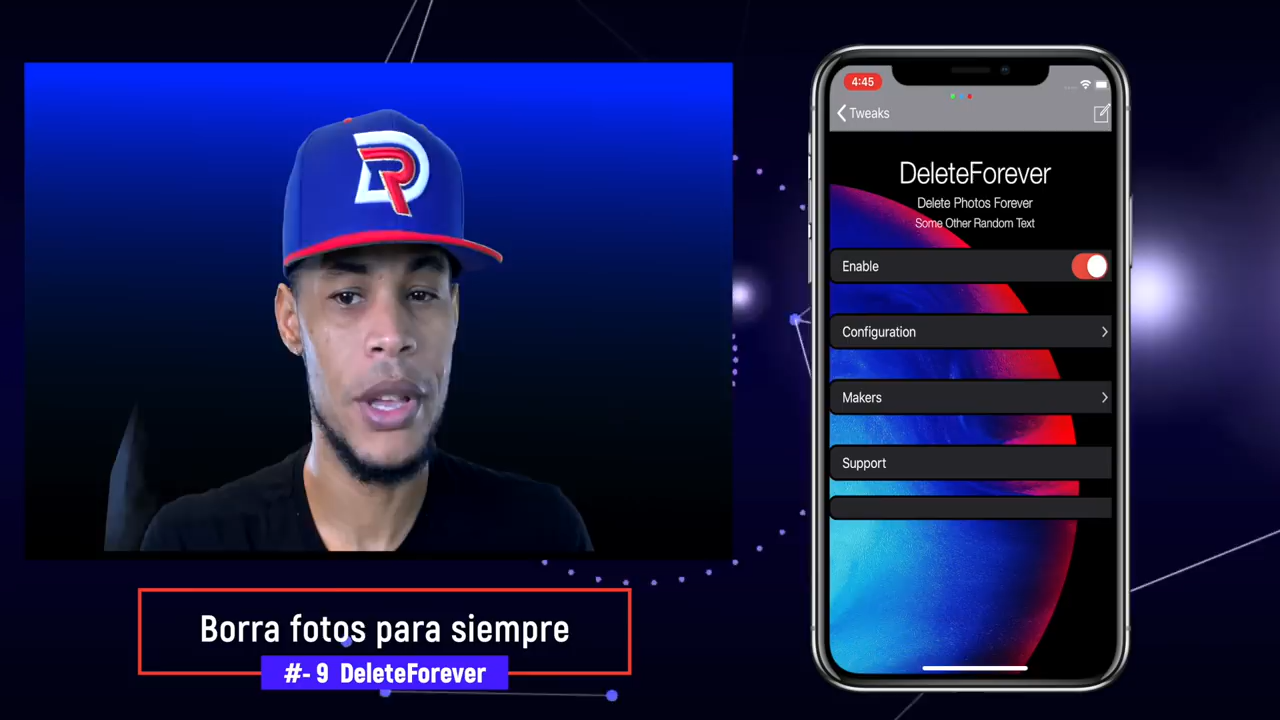 DR
4:45
Tweaks
DeleteForever
Delete Photos Forever
Some Other Random Text
Enable
Configuration
Makers
Support
Borra fotos para siempre
#- 9 DeleteForever